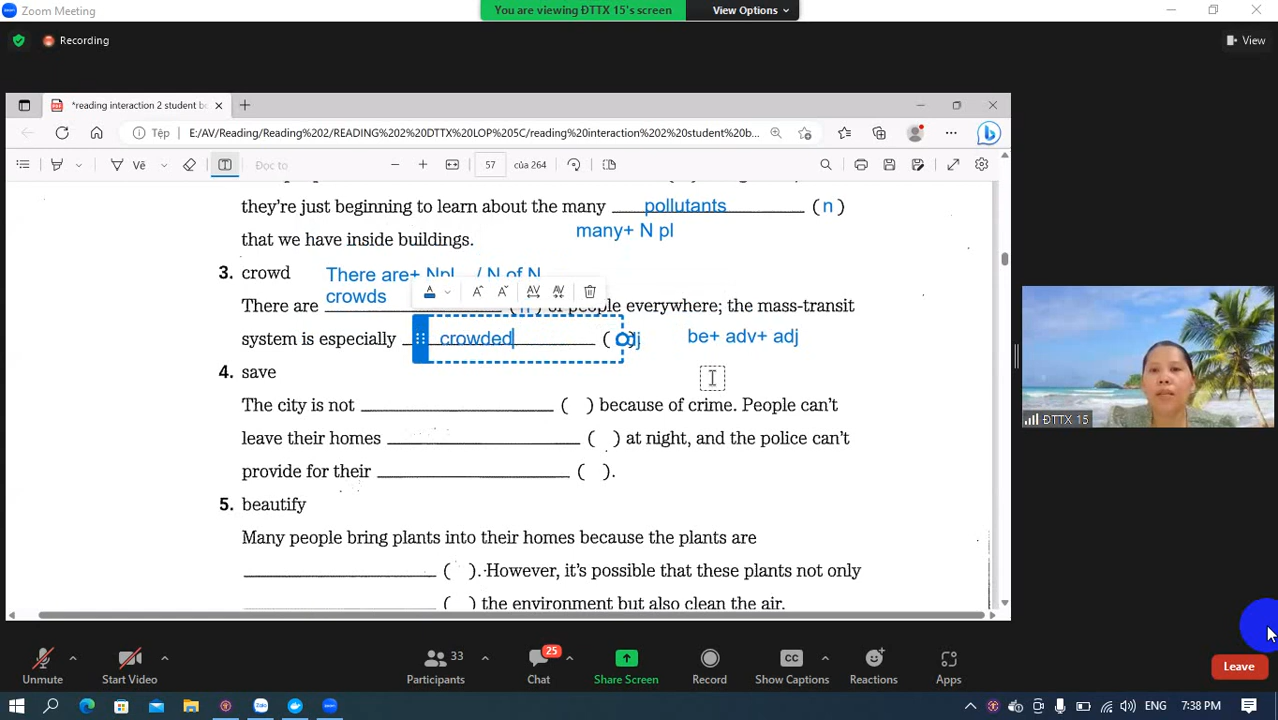 Zoom Meeting
You are viewing ĐTTX 15's screen
View Options
Recording
View
*reading interaction 2 student b
Tệp
E:/AV/Reading/Reading%202/READING%202%20DTTX%20LOP%205C/reading%20interaction%202%20student%20b...
Vẽ
Đọc to
57
của 264
they're just beginning to learn about the many pollutants (n)
many+ N pl
that we have inside buildings.
3. crowd
There are+ Npl / N of N
crowds
There are (n) of people everywhere; the mass-transit
system is especially crowded ( be+ adv+ adj
4. save
The city is not ( ) because of crime. People can't
leave their homes ( ) at night, and the police can't
provide for their ( ).
5. beautify
Many people bring plants into their homes because the plants are
( ). However, it's possible that these plants not only
( ) the environment but also clean the air.
ĐTTX 15
33
25
CC
Unmute
Start Video
Participants
Chat
Share Screen
Record
Show Captions
Reactions
Apps
Leave
ENG
7:38 PM